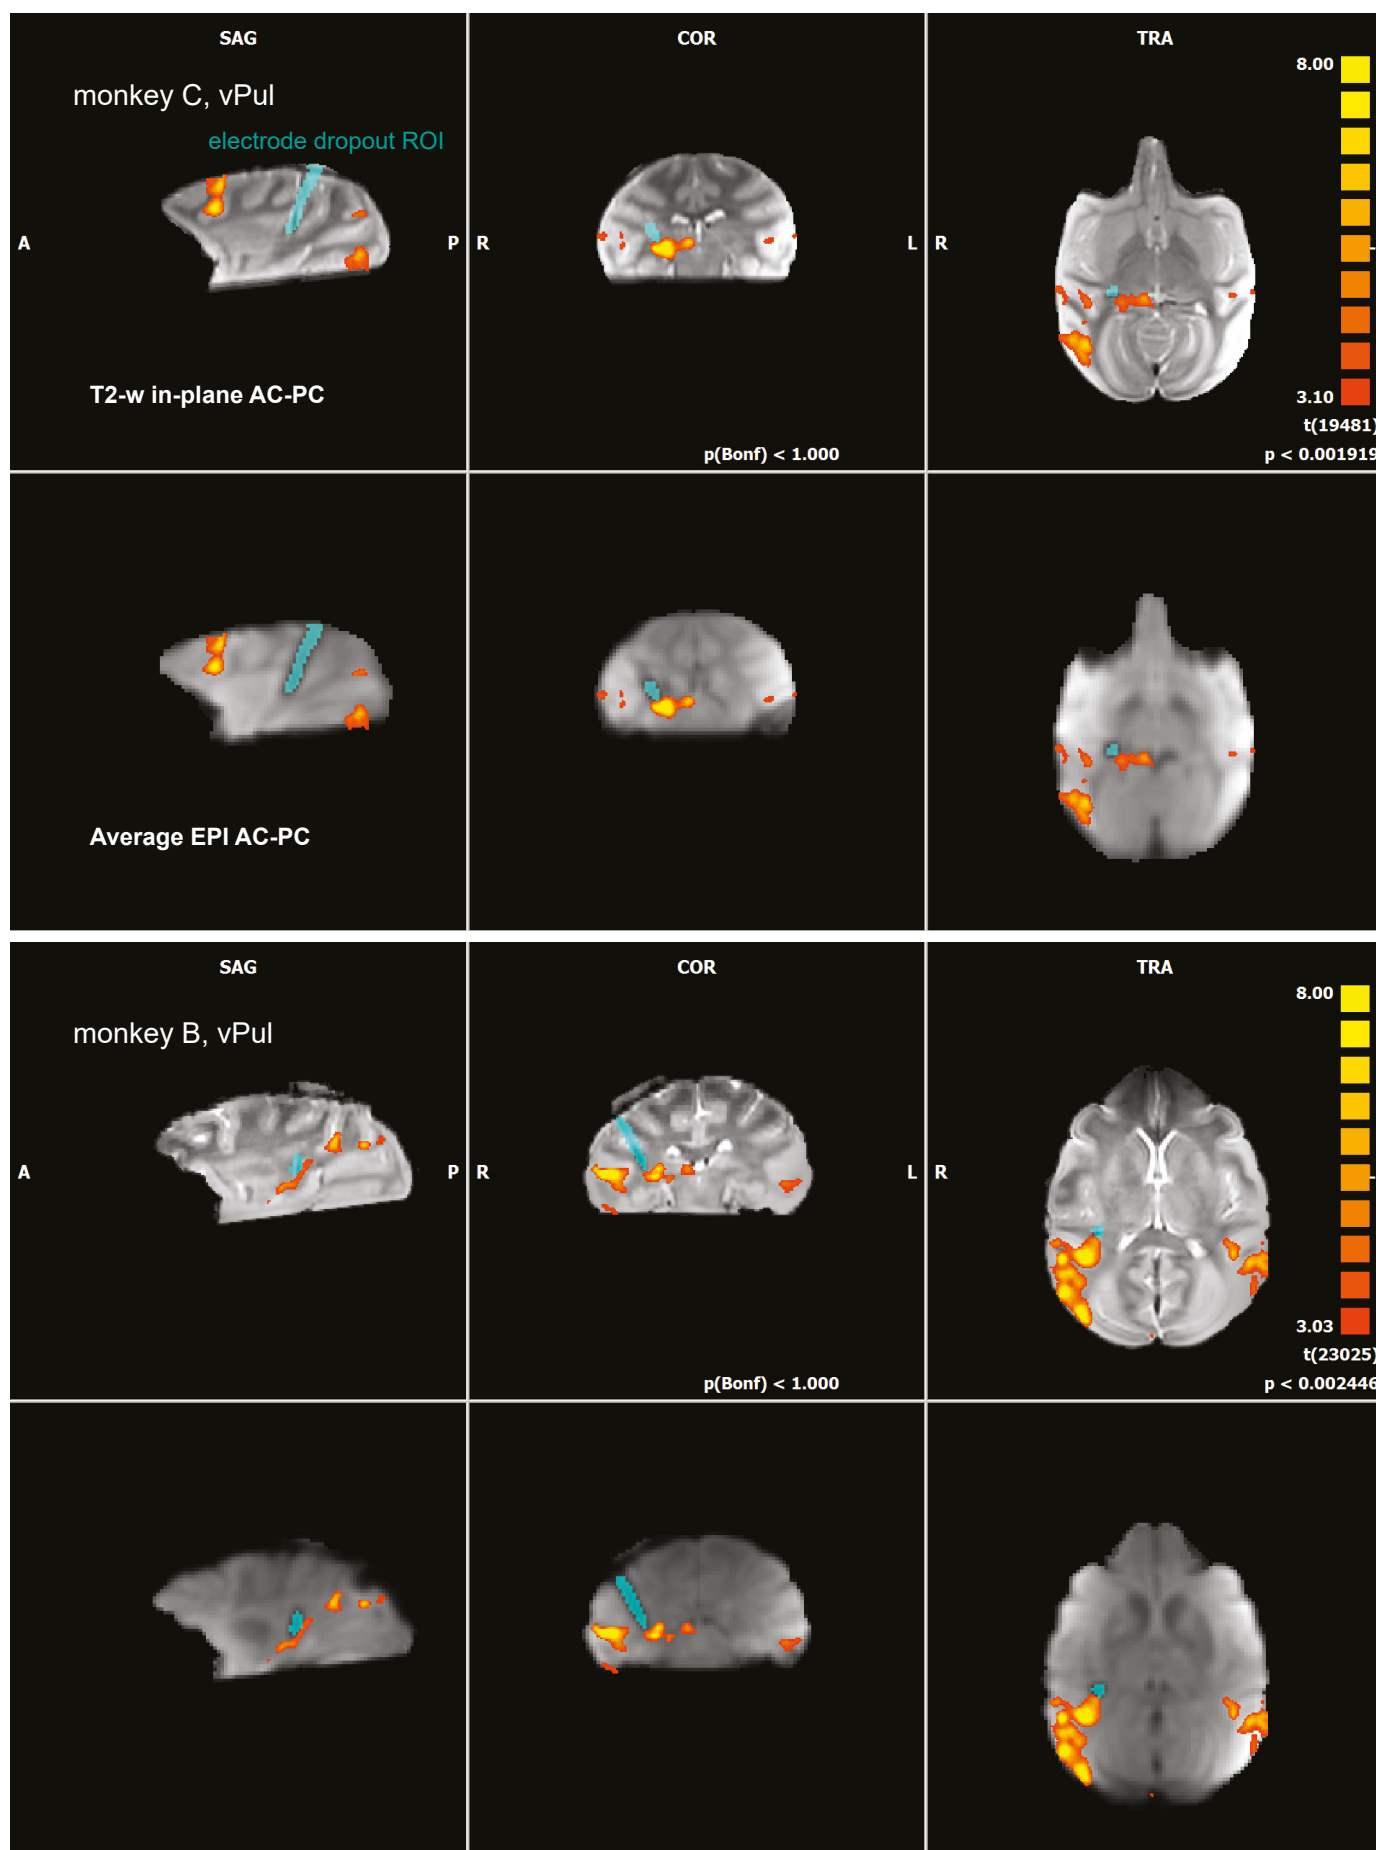 SAG COR TRA
8.00
monkey C, vPul
electrode dropout ROI
A P R L R L
T2-w in-plane AC-PC
3.10
t(19481)
p(Bonf) < 1.000 p < 0.001919
Average EPI AC-PC
SAG COR TRA
8.00
monkey B, vPul
A P R L R
3.03
t(23025)
p(Bonf) < 1.000 p < 0.002446